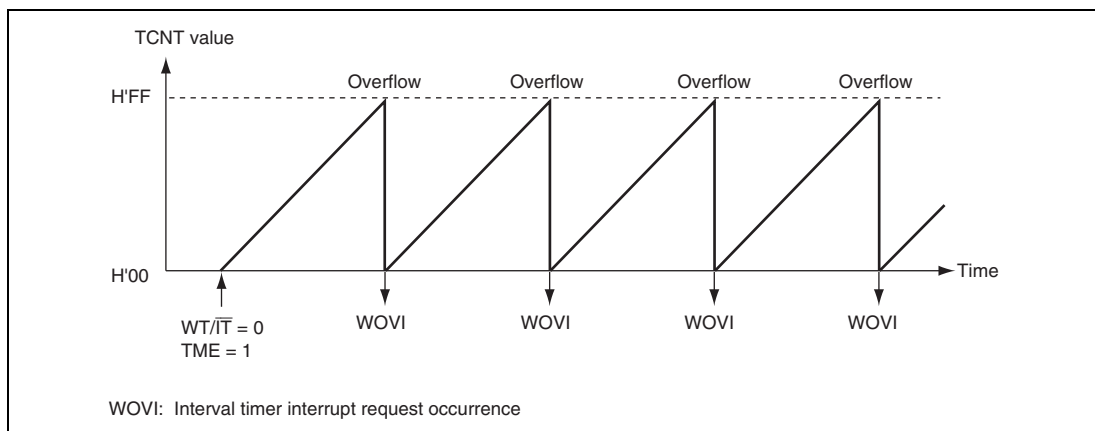 TCNT value
Overflow Overflow Overflow Overflow
H'FF
H'00
Time
WT/I̅T̅ = 0
TME = 1
WOVI WOVI WOVI WOVI
WOVI: Interval timer interrupt request occurrence